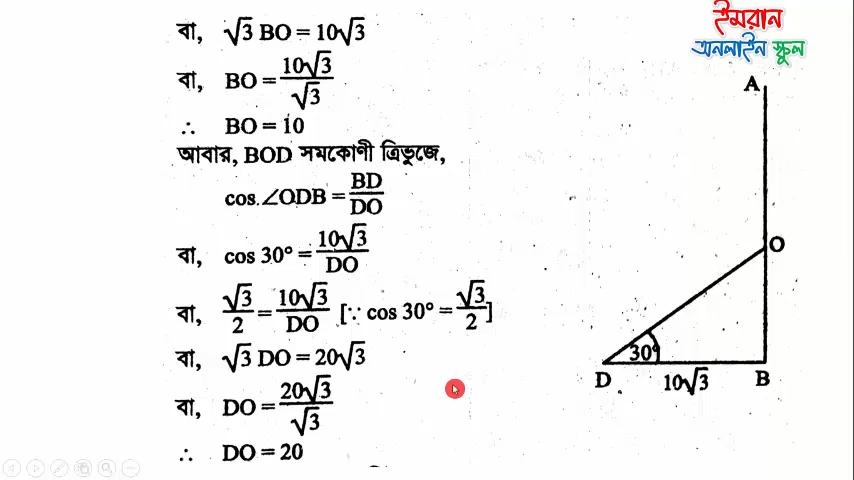 ইমরান
অনলাইন স্কুল
বা, √3 BO = 10√3
বা, BO = 10√3/√3
∴ BO = 10
আবার, BOD সমকোণী ত্রিভুজে,
cos.∠ODB = BD/DO
বা, cos 30° = 10√3/DO
বা, √3/2 = 10√3/DO [∵ cos 30° = √3/2]
বা, √3 DO = 20√3
বা, DO = 20√3/√3
∴ DO = 20
A
O
30°
D 10√3 B